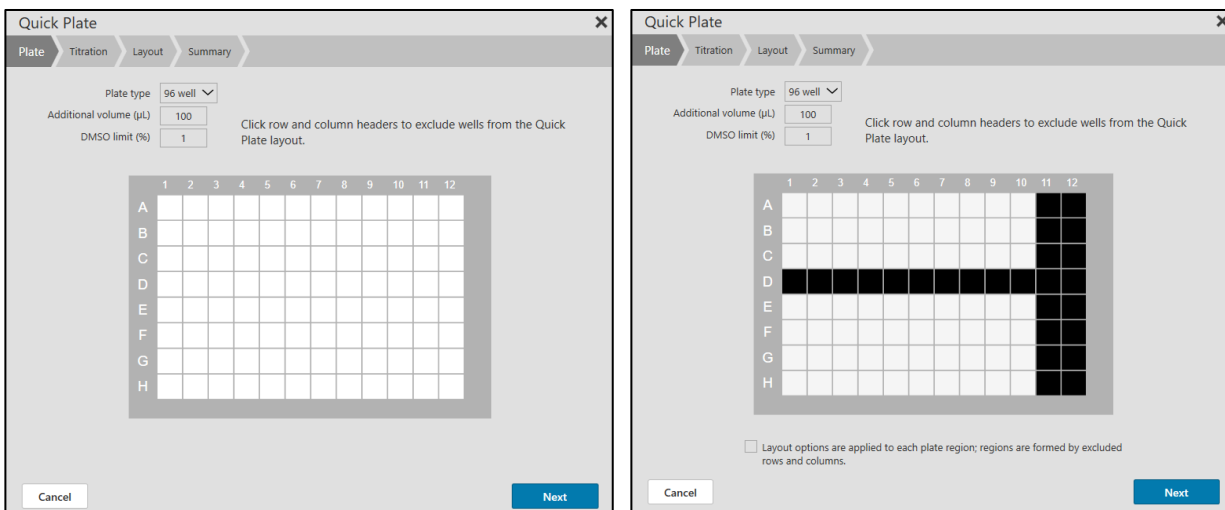 Quick Plate
Plate Titration Layout Summary
Plate type 96 well
Additional volume (µL) 100
DMSO limit (%) 1
Click row and column headers to exclude wells from the Quick
Plate layout.
1 2 3 4 5 6 7 8 9 10 11 12
A
B
C
D
E
F
G
H
Cancel Next
Quick Plate
Plate Titration Layout Summary
Plate type 96 well
Additional volume (µL) 100
DMSO limit (%) 1
Click row and column headers to exclude wells from the Quick
Plate layout.
1 2 3 4 5 6 7 8 9 10 11 12
A
B
C
D
E
F
G
H
Layout options are applied to each plate region; regions are formed by excluded
rows and columns.
Cancel Next